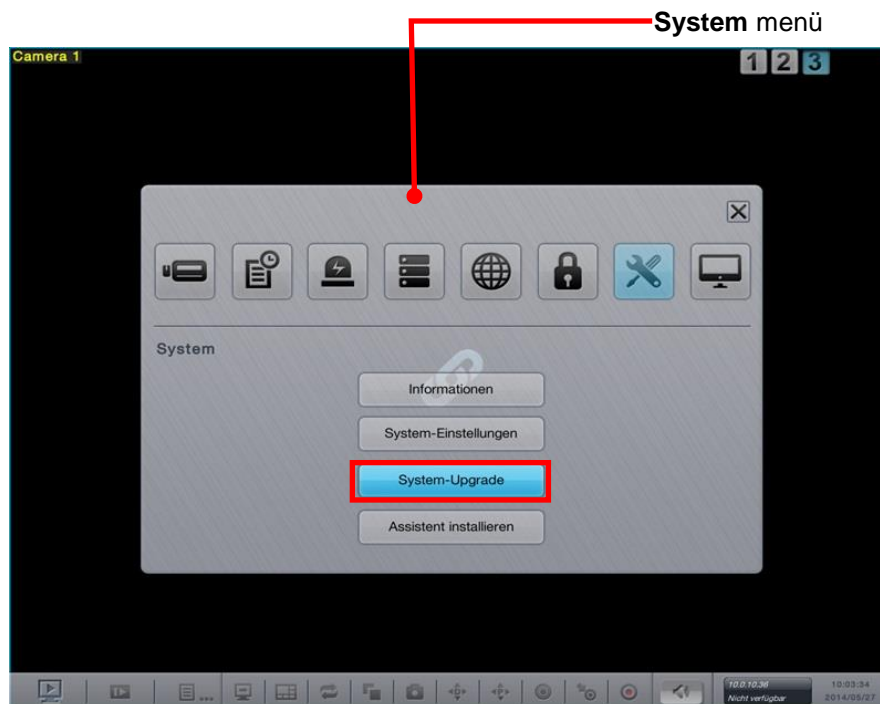 System menü
Camera 1
1 2 3
System
Informationen
System-Einstellungen
System-Upgrade
Assistent installieren
10.0.10.36
10:03:34
Nicht verfügbar
2014/05/27